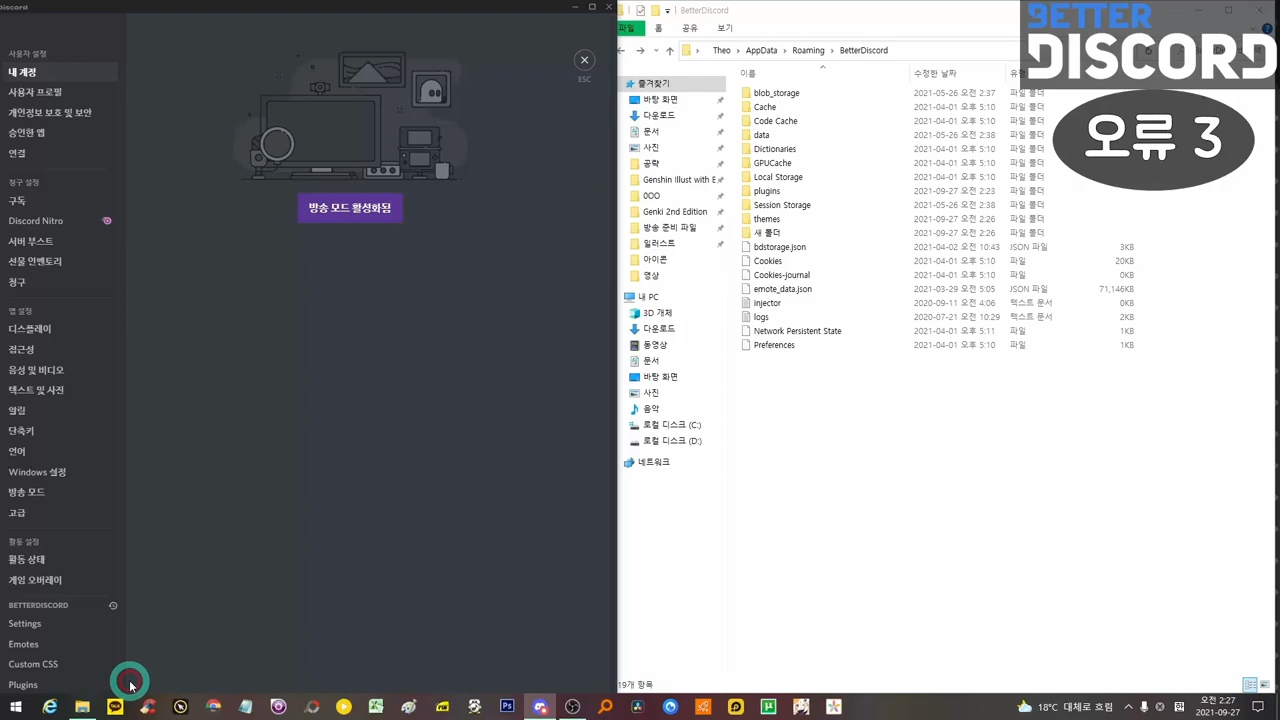 Discord
사용자 설정
내 계정
사용자 프로필
개인정보보호 및 보안
승인된 앱
연결
청구 설정
구독
Discord Nitro
서버 부스트
선물 인벤토리
청구
앱 설정
디스플레이
접근성
음성 및 비디오
텍스트 및 사진
알림
단축키
언어
Windows 설정
방송 모드
고급
활동 설정
활동 상태
게임 오버레이
BETTERDISCORD
Settings
Emotes
Custom CSS
Plugins
ESC
방송 모드 활성화됨
BetterDiscord
파일 홈 공유 보기
Theo > AppData > Roaming > BetterDiscord
즐겨찾기
바탕 화면
다운로드
문서
사진
공략
Genshin Illust with E
0OO
Genki 2nd Edition
방송 준비 파일
일러스트
아이콘
영상
내 PC
3D 개체
다운로드
동영상
문서
바탕 화면
사진
음악
로컬 디스크 (C:)
로컬 디스크 (D:)
네트워크
이름 수정한 날짜 유형
blob_storage 2021-05-26 오전 2:37 파일 폴더
Cache 2021-04-01 오후 5:10 파일 폴더
Code Cache 2021-04-01 오후 5:10 파일 폴더
data 2021-05-26 오전 2:38 파일 폴더
Dictionaries 2021-04-01 오후 5:10 파일 폴더
GPUCache 2021-04-01 오후 5:10 파일 폴더
Local Storage 2021-04-01 오후 5:10 파일 폴더
plugins 2021-09-27 오전 2:23 파일 폴더
Session Storage 2021-05-26 오전 2:38 파일 폴더
themes 2021-09-27 오전 2:26 파일 폴더
새 폴더 2021-09-27 오전 2:26 파일 폴더
bdstorage.json 2021-04-02 오전 10:43 JSON 파일 3KB
Cookies 2021-04-01 오후 5:10 파일 20KB
Cookies-journal 2021-04-01 오후 5:10 파일 0KB
emote_data.json 2021-03-29 오전 5:05 JSON 파일 71,146KB
injector 2020-09-11 오전 4:06 텍스트 문서 0KB
logs 2020-07-21 오전 10:29 텍스트 문서 2KB
Network Persistent State 2021-04-01 오후 5:11 파일 1KB
Preferences 2021-04-01 오후 5:10 파일 1KB
19개 항목
BETTER
DISCORD
오류 3
18°C 대체로 흐림
오전 2:27
2021-09-27